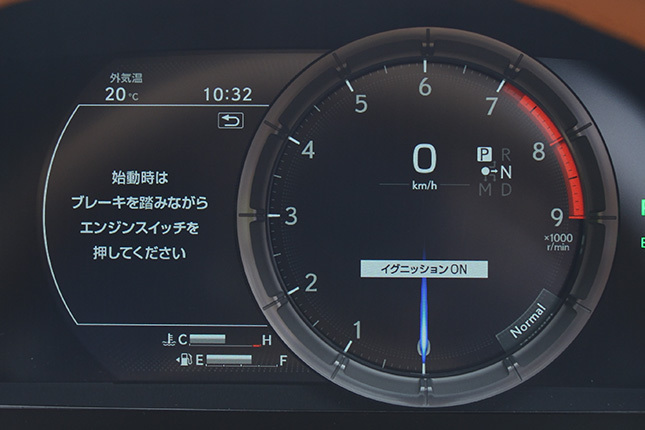 外気温
20℃ 10:32
始動時は
ブレーキを踏みながら
エンジンスイッチを
押してください
C H
E F
0
1
2
3
4
5
6
7
8
9
×1000
r/min
0
km/h
P R
N
M D
イグニッション ON
Normal